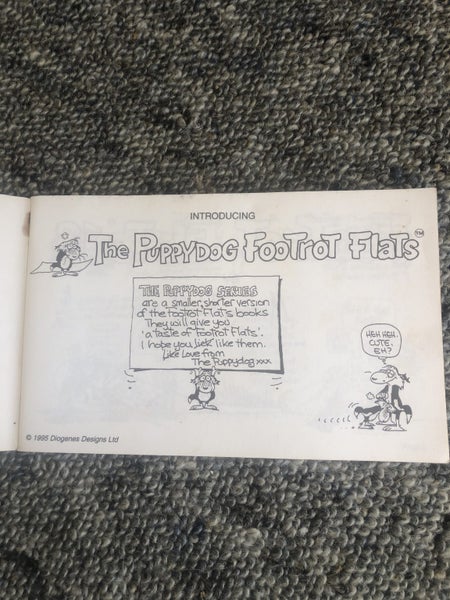 INTRODUCING
The PUPPYDOG FOOTROT FLATS™
THE PUPPYDOG SERIES
are a smaller, shorter version
of the footrot flats books
They will give you
'a taste of footrot flats'.
I hope you lick like them.
Like Love from
The Puppydog xxx
HEH HEH.
CUTE.
EH?
© 1995 Diogenes Designs Ltd